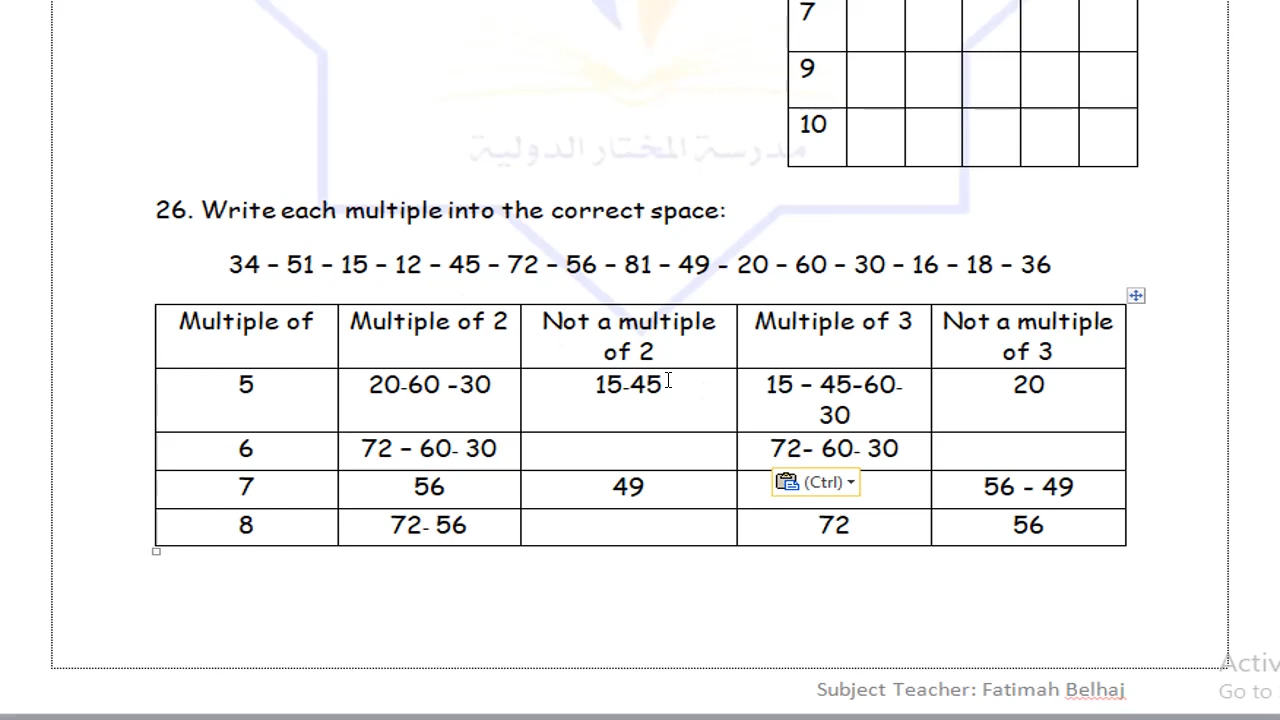 7
9
10
مدرسة المختار الدولية
26. Write each multiple into the correct space:
34 – 51 – 15 – 12 – 45 – 72 – 56 – 81 – 49 - 20 – 60 – 30 – 16 – 18 – 36
Multiple of Multiple of 2 Not a multiple of 2 Multiple of 3 Not a multiple of 3
5 20-60 -30 15-45 15 – 45-60-30 20
6 72 – 60- 30 72- 60- 30
7 56 49 (Ctrl) 56 - 49
8 72- 56 72 56
Activ
Subject Teacher: Fatimah Belhaj
Go to